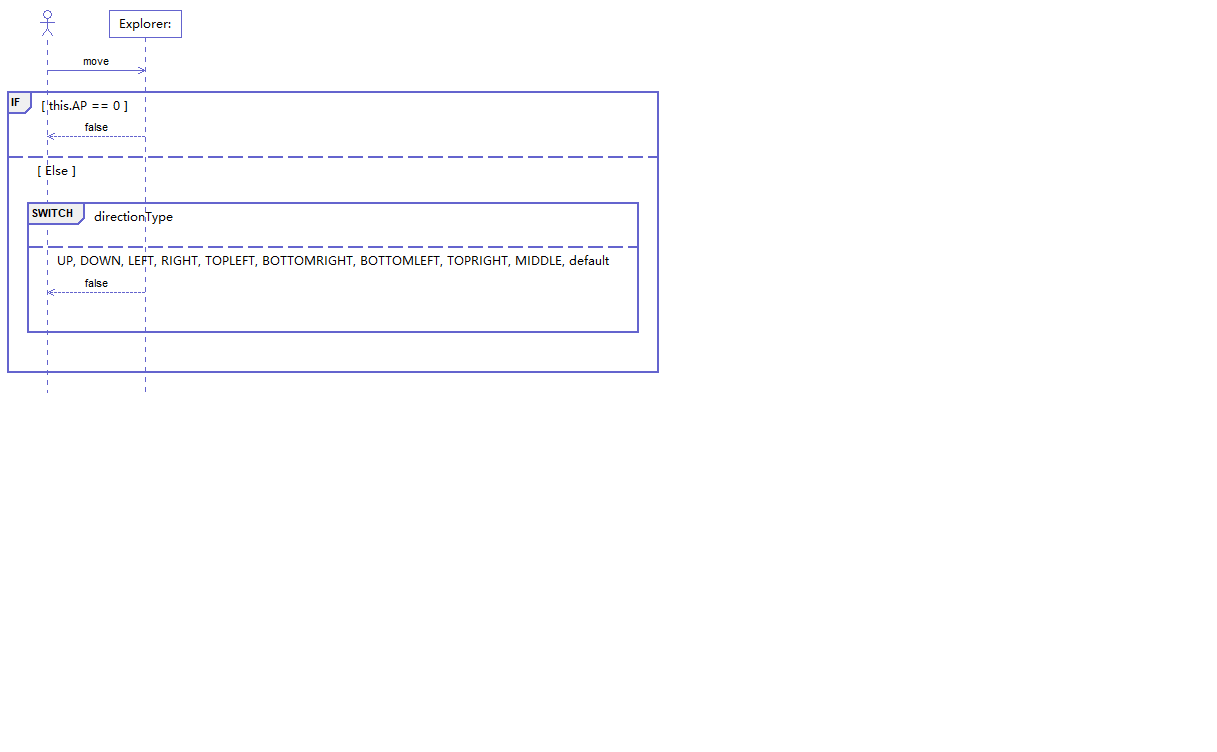 Explorer:
move
IF
[ this.AP == 0 ]
false
[ Else ]
SWITCH
directionType
UP, DOWN, LEFT, RIGHT, TOPLEFT, BOTTOMRIGHT, BOTTOMLEFT, TOPRIGHT, MIDDLE, default
false